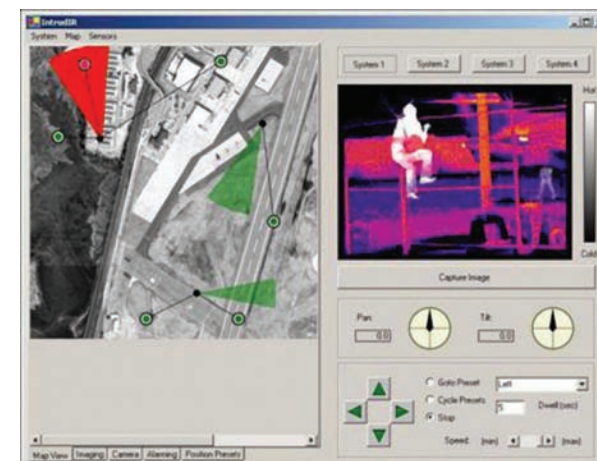 IntrudIR
System Map Sensors
System 1 System 2 System 3 System 4
Hot
Cold
Capture Image
Pan: 0.0 Tilt: 0.0
Goto Preset Left
Cycle Presets 5 Dwell (sec)
Stop
Speed: (min) (max)
Map View Imaging Camera Alarming Position Presets